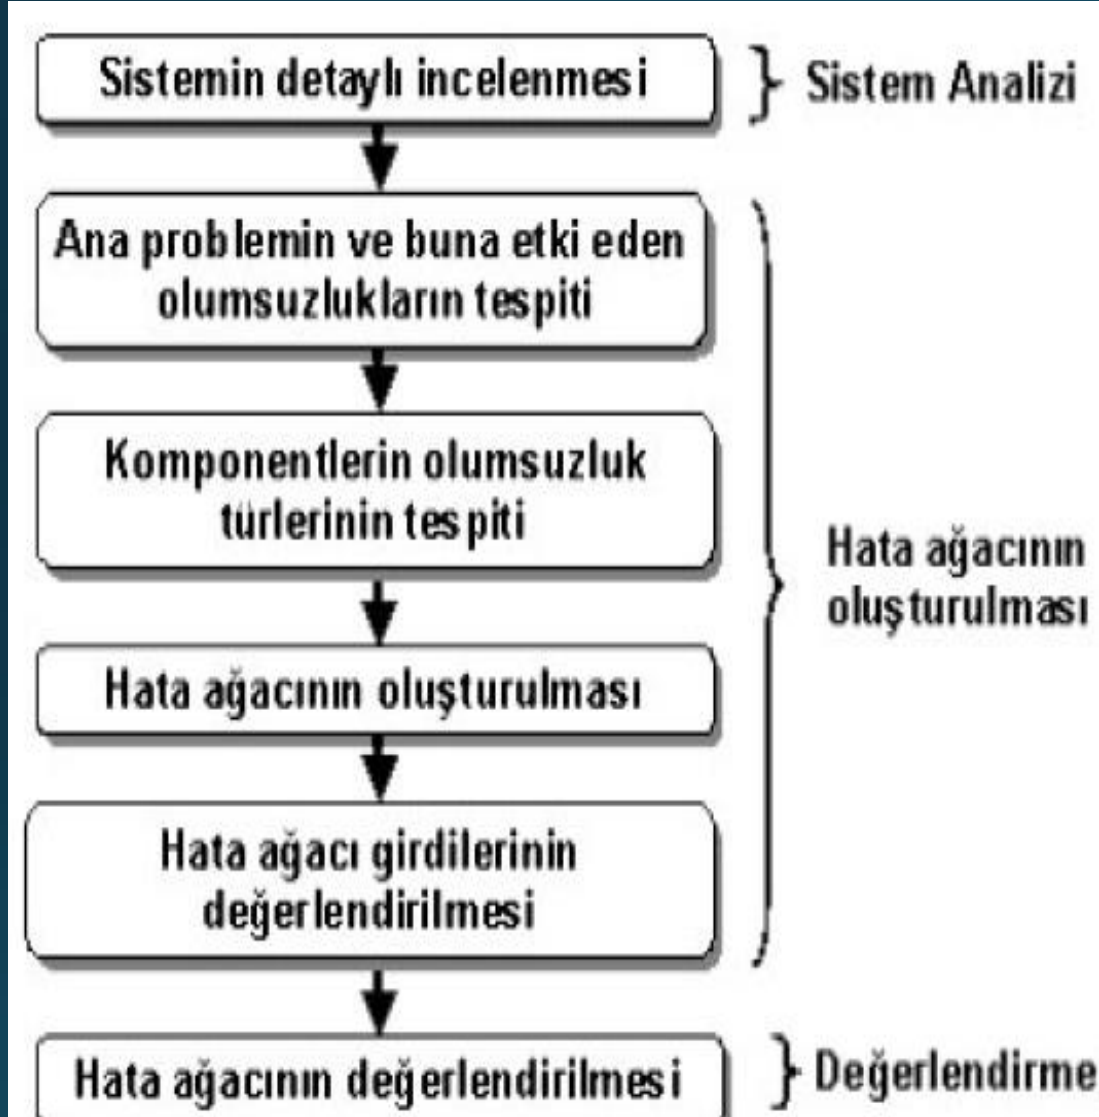 Sistemin detaylı incelenmesi
Sistem Analizi
Ana problemin ve buna etki eden
olumsuzlukların tespiti
Komponentlerin olumsuzluk
türlerinin tespiti
Hata ağacının
oluşturulması
Hata ağacının oluşturulması
Hata ağacı girdilerinin
değerlendirilmesi
Hata ağacının değerlendirilmesi
Değerlendirme